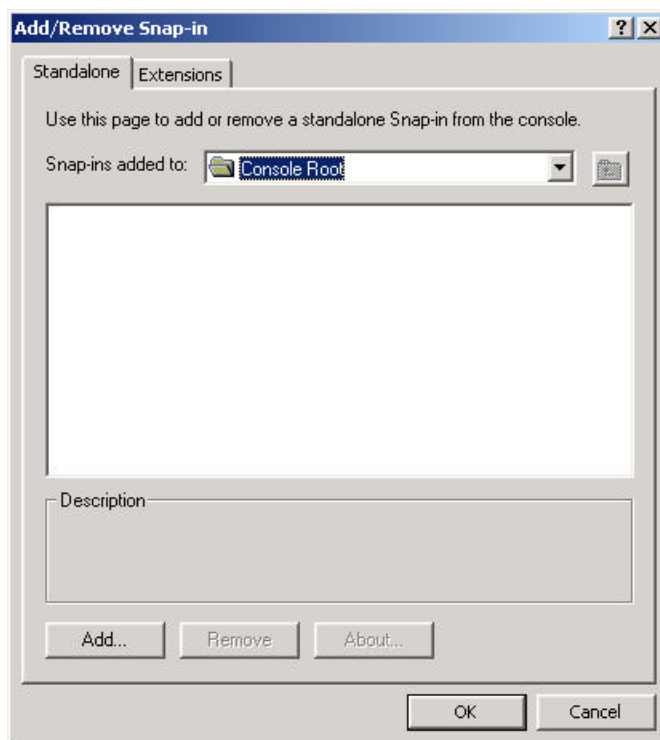 Add/Remove Snap-in
Standalone
Extensions
Use this page to add or remove a standalone Snap-in from the console.
Snap-ins added to:
Console Root
Description
Add...
Remove
About...
OK
Cancel